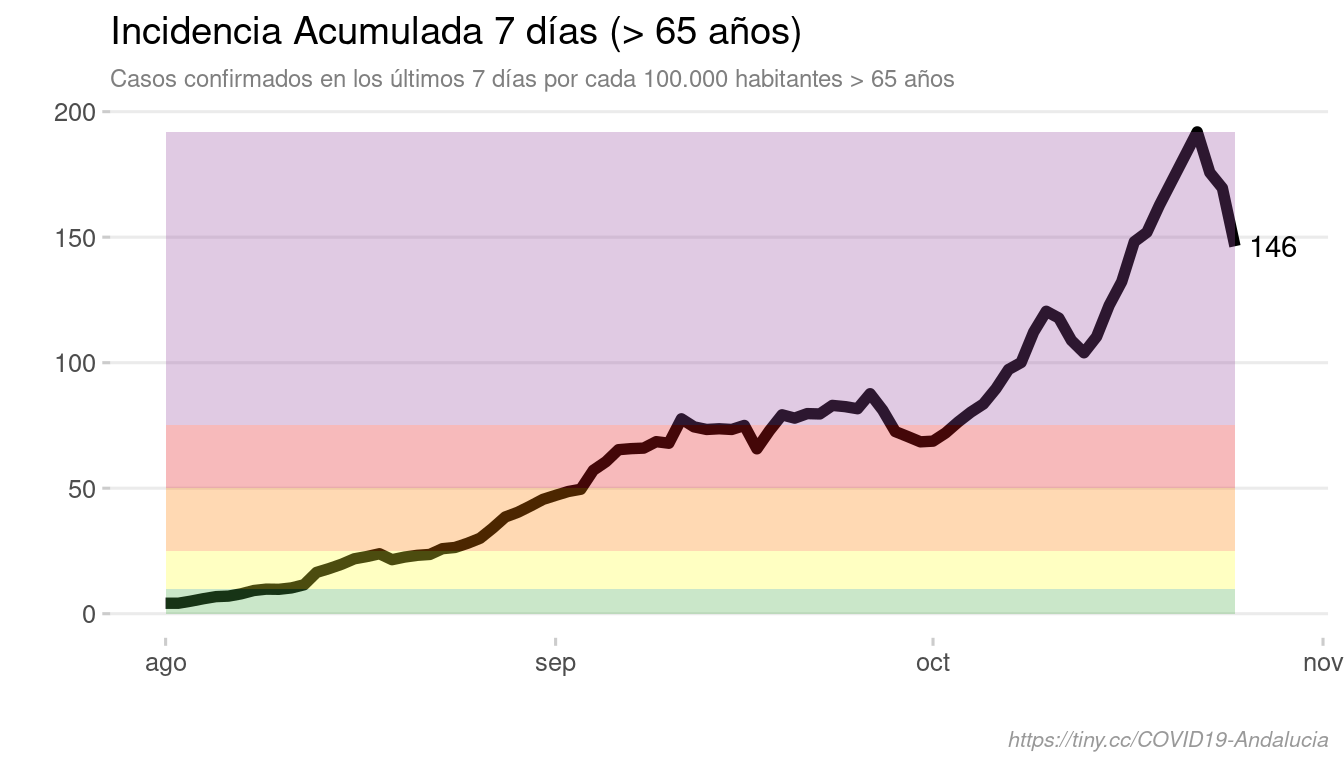 Incidencia Acumulada 7 días (> 65 años)
Casos confirmados en los últimos 7 días por cada 100.000 habitantes > 65 años
200
150
146
100
50
0
ago sep oct nov
https://tiny.cc/COVID19-Andalucia